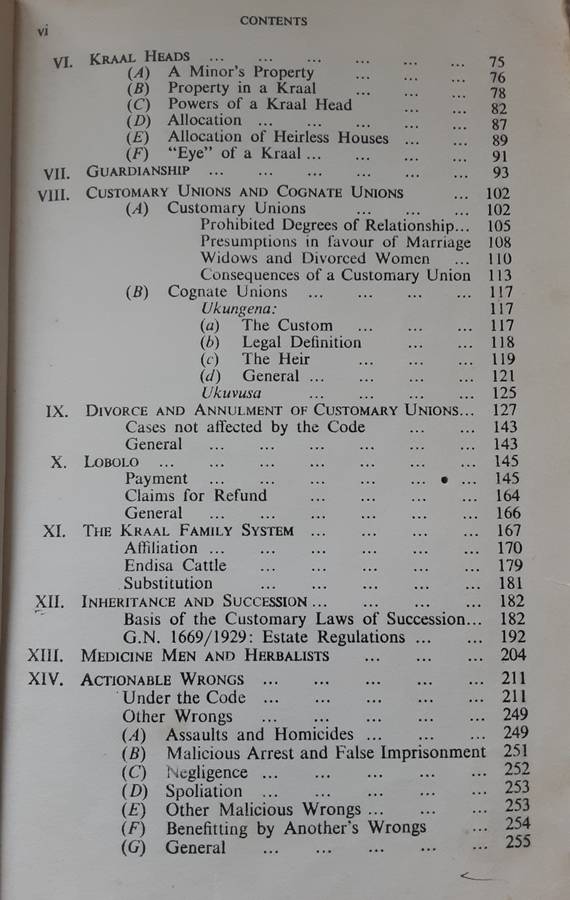 vi CONTENTS
VI. KRAAL HEADS ... ... ... ... ... ... 75
(A) A Minor's Property ... ... ... 76
(B) Property in a Kraal ... ... ... 78
(C) Powers of a Kraal Head ... ... 82
(D) Allocation ... ... ... ... ... 87
(E) Allocation of Heirless Houses ... ... 89
(F) "Eye" of a Kraal ... ... ... ... 91
VII. GUARDIANSHIP ... ... ... ... ... ... 93
VIII. CUSTOMARY UNIONS AND COGNATE UNIONS ... 102
(A) Customary Unions ... ... ... 102
Prohibited Degrees of Relationship... 105
Presumptions in favour of Marriage 108
Widows and Divorced Women ... 110
Consequences of a Customary Union 113
(B) Cognate Unions ... ... ... ... 117
Ukungena: 117
(a) The Custom ... ... ... 117
(b) Legal Definition ... ... 118
(c) The Heir ... ... ... 119
(d) General ... ... ... ... 121
Ukuvusa ... ... ... ... 125
IX. DIVORCE AND ANNULMENT OF CUSTOMARY UNIONS... 127
Cases not affected by the Code ... ... 143
General ... ... ... ... ... ... 143
X. LOBOLO ... ... ... ... ... ... ... 145
Payment ... ... ... ... ... ... 145
Claims for Refund ... ... ... ... 164
General ... ... ... ... ... ... 166
XI. THE KRAAL FAMILY SYSTEM ... ... ... ... 167
Affiliation ... ... ... ... ... ... 170
Endisa Cattle ... ... ... ... ... 179
Substitution ... ... ... ... ... 181
XII. INHERITANCE AND SUCCESSION ... ... ... ... 182
Basis of the Customary Laws of Succession... 182
G.N. 1669/1929: Estate Regulations ... ... 192
XIII. MEDICINE MEN AND HERBALISTS ... ... ... 204
XIV. ACTIONABLE WRONGS ... ... ... ... ... 211
Under the Code ... ... ... ... ... 211
Other Wrongs ... ... ... ... ... 249
(A) Assaults and Homicides ... ... ... 249
(B) Malicious Arrest and False Imprisonment 251
(C) Negligence ... ... ... ... ... 252
(D) Spoliation ... ... ... ... ... 253
(E) Other Malicious Wrongs ... ... ... 253
(F) Benefitting by Another's Wrongs ... 254
(G) General ... ... ... ... ... 255